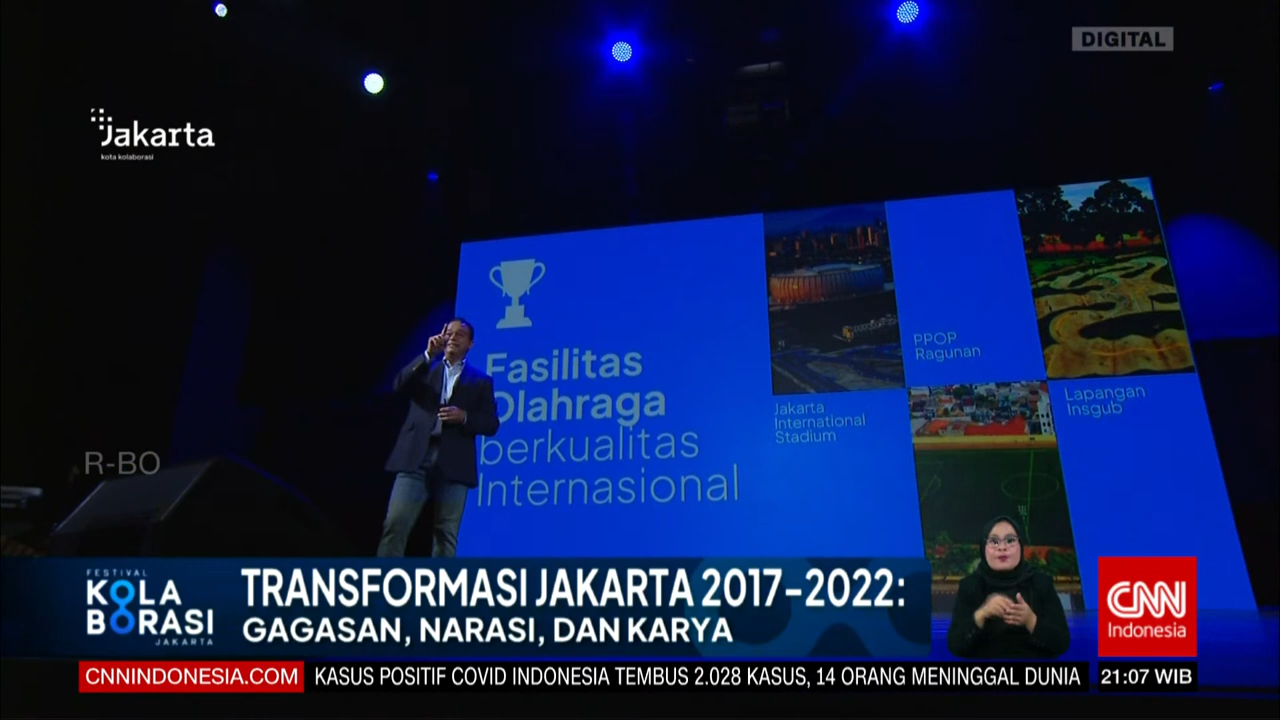 DIGITAL
Jakarta
kota kolaborasi
Fasilitas
Olahraga
berkualitas
Internasional
Jakarta
International
Stadium
PPOP
Ragunan
Lapangan
Insgub
R-BO
FESTIVAL
KOLA
BORASI
JAKARTA
TRANSFORMASI JAKARTA 2017-2022:
GAGASAN, NARASI, DAN KARYA
CNN
Indonesia
CNNINDONESIA.COM
KASUS POSITIF COVID INDONESIA TEMBUS 2.028 KASUS, 14 ORANG MENINGGAL DUNIA
21:07 WIB